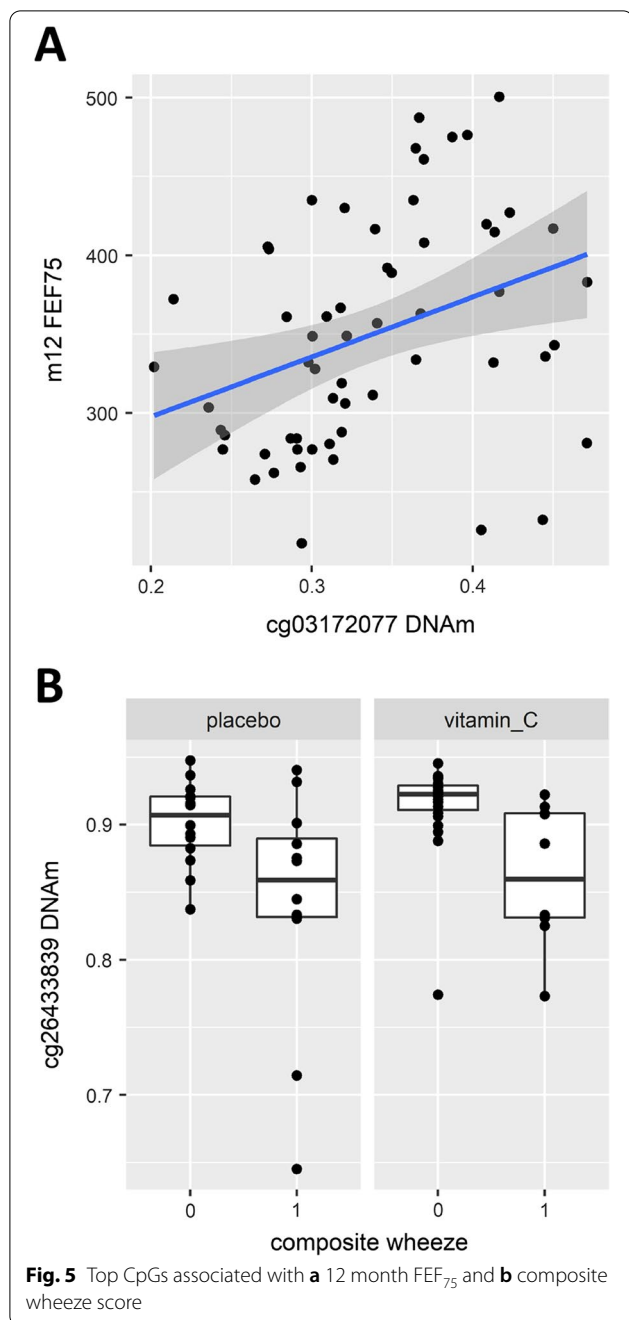 A
500
400
300
m12 FEF75
0.2 0.3 0.4
cg03172077 DNAm
B
placebo vitamin_C
0.9
0.8
0.7
cg26433839 DNAm
0 1 0 1
composite wheeze
Fig. 5 Top CpGs associated with a 12 month FEF75 and b composite
wheeze score